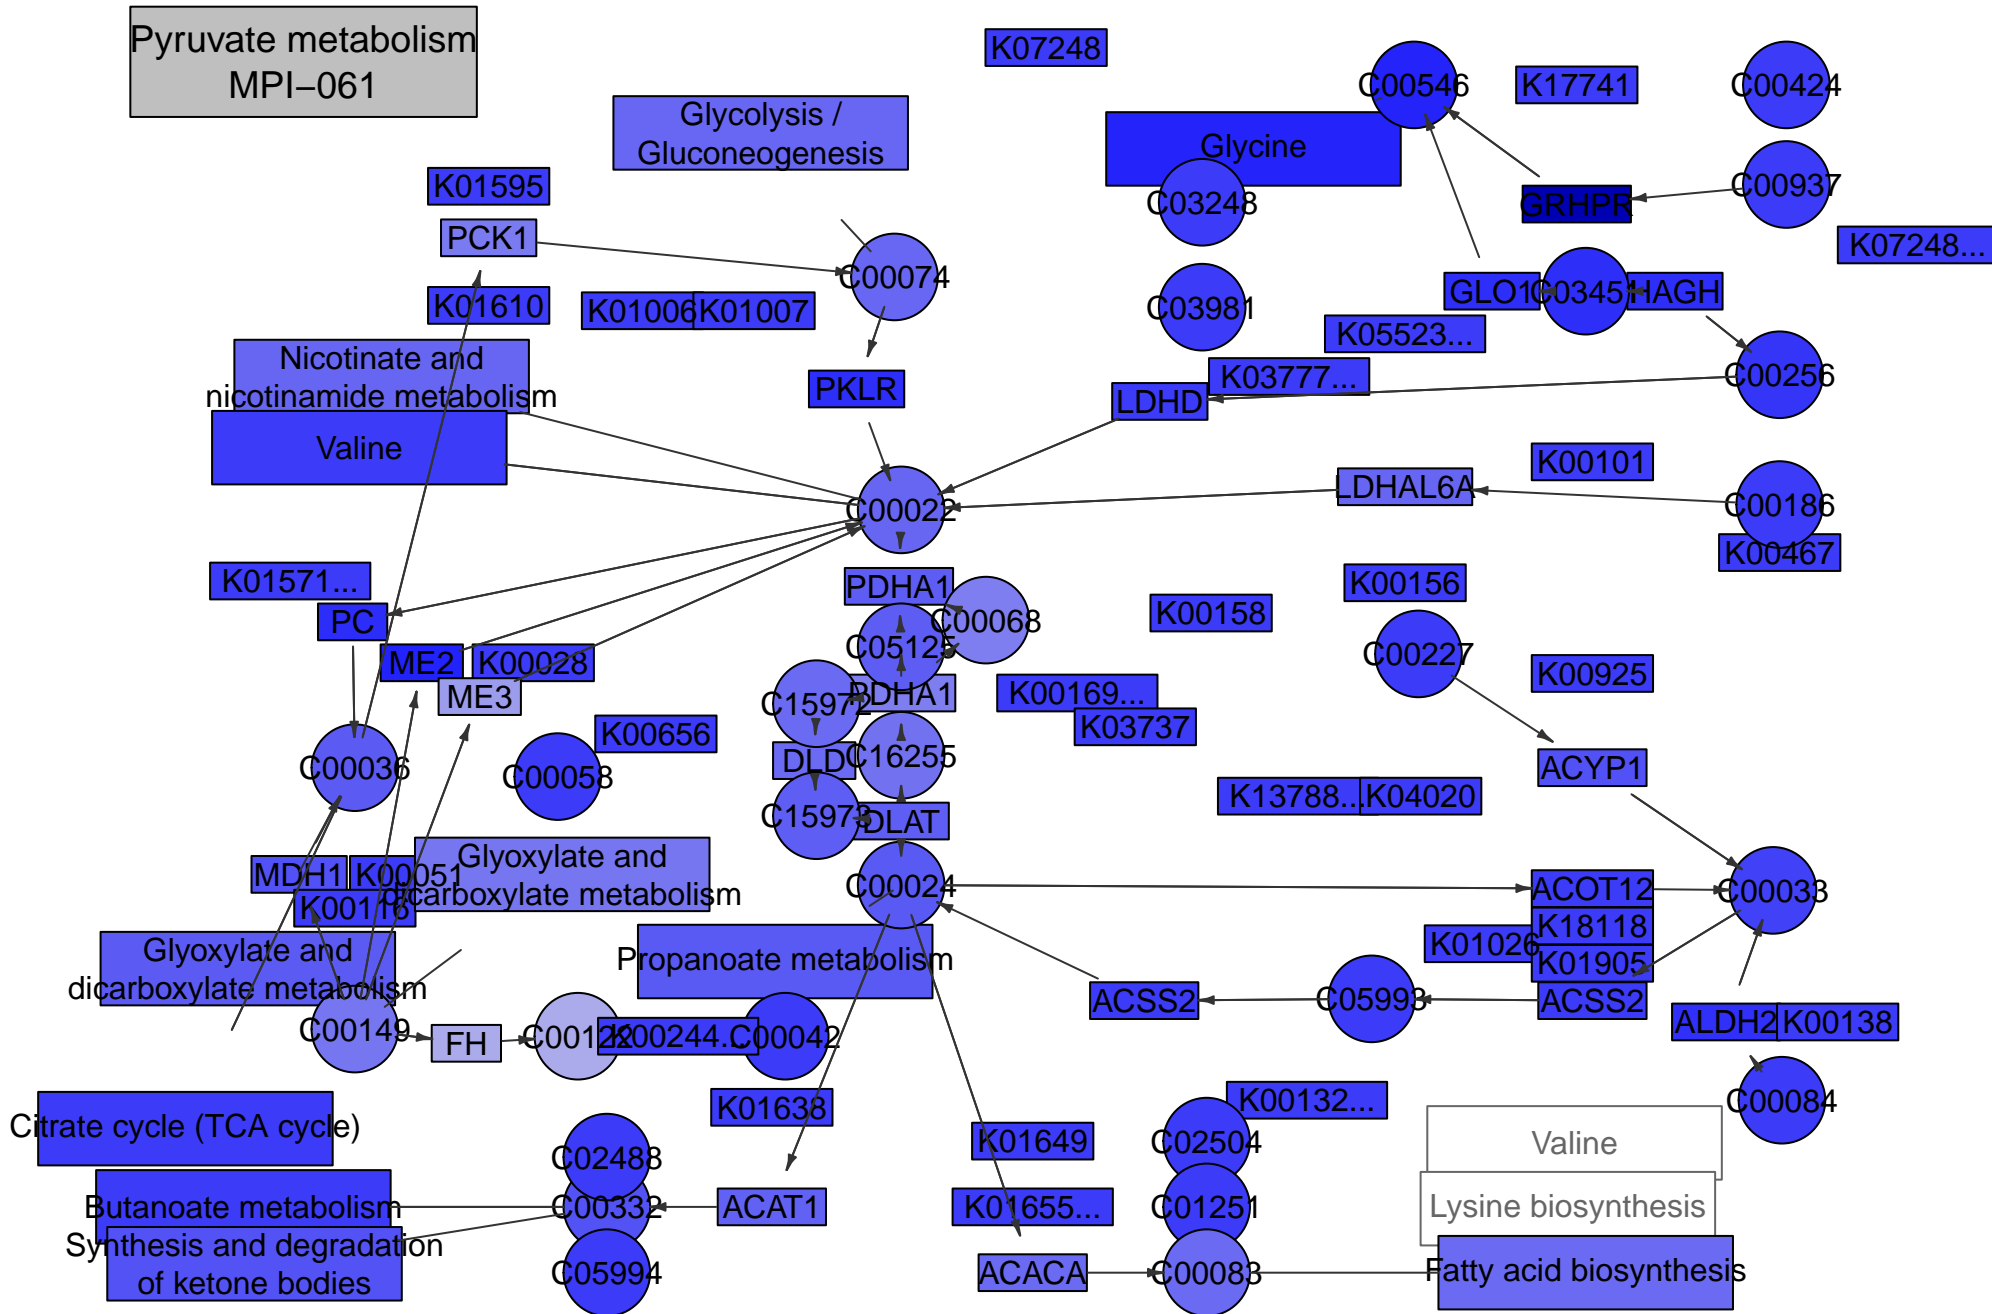 Pyruvate metabolism
MPI−061
K07248
C00546
K17741
C00424
Glycolysis /
Gluconeogenesis
Glycine
K01595
C03248
GRHPR
C00937
PCK1
K07248...
C00074
K01610
K01006
K01007
C03981
GLO1
C03451
HAGH
K05523...
Nicotinate and
nicotinamide metabolism
PKLR
K03777...
C00256
LDHD
Valine
K00101
LDHAL6A
C00186
C00022
K00467
K01571...
PDHA1
K00156
PC
C00068
K00158
C05125
C00227
ME2
K00028
K00925
ME3
C15972
PDHA1
K00169...
K03737
K00656
C00036
C00058
DLD
C16255
ACYP1
K13788...
K04020
C15973
DLAT
Glyoxylate and
dicarboxylate metabolism
MDH1
K00051
K00116
C00024
ACOT12
C00033
K18118
K01026
K01905
Glyoxylate and
dicarboxylate metabolism
Propanoate metabolism
ACSS2
C05993
ACSS2
ALDH2
K00138
C00149
FH
C00122
K00244...
C00042
K01638
K00132...
C00084
Citrate cycle (TCA cycle)
C02488
K01649
C02504
Valine
Butanoate metabolism
C00332
ACAT1
K01655...
C01251
Lysine biosynthesis
Synthesis and degradation
of ketone bodies
C05994
ACACA
C00083
Fatty acid biosynthesis